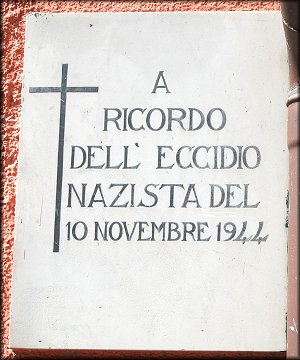 A
RICORDO
DELL' ECCIDIO
NAZISTA DEL
10 NOVEMBRE 1944